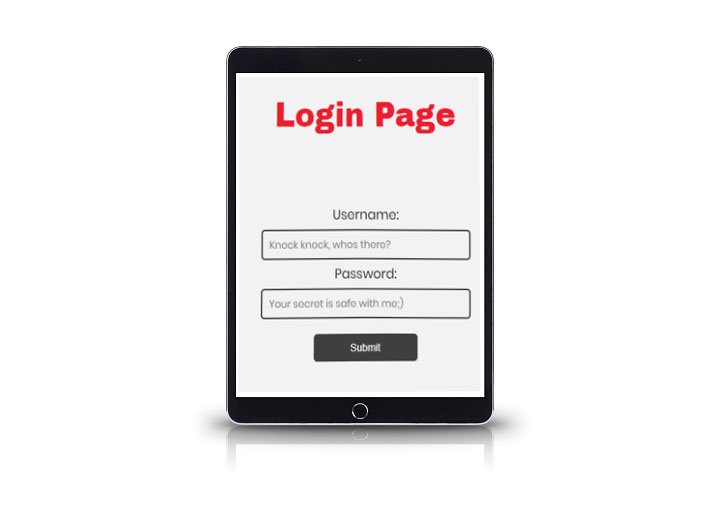 Login Page
Username:
Knock knock, whos there?
Password:
Your secret is safe with me;)
Submit